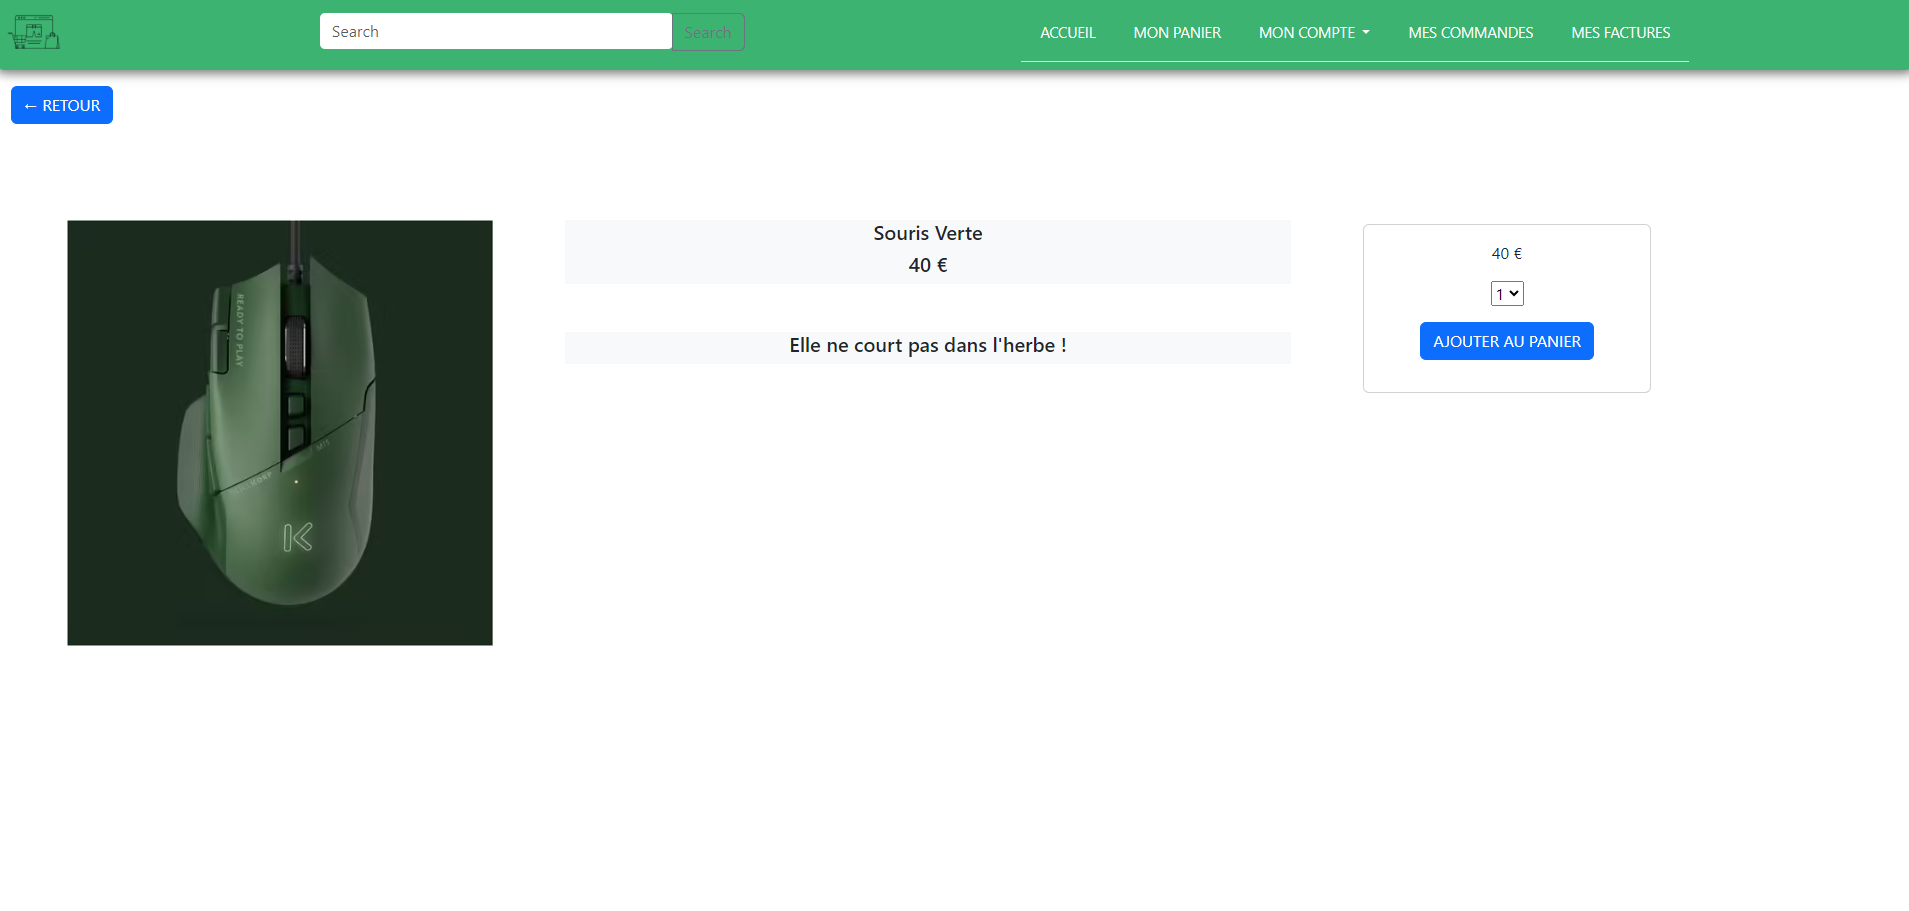 Search
Search
ACCUEIL
MON PANIER
MON COMPTE
MES COMMANDES
MES FACTURES
← RETOUR
READY TO PLAY
M15
Souris Verte
40 €
Elle ne court pas dans l'herbe !
40 €
1
AJOUTER AU PANIER